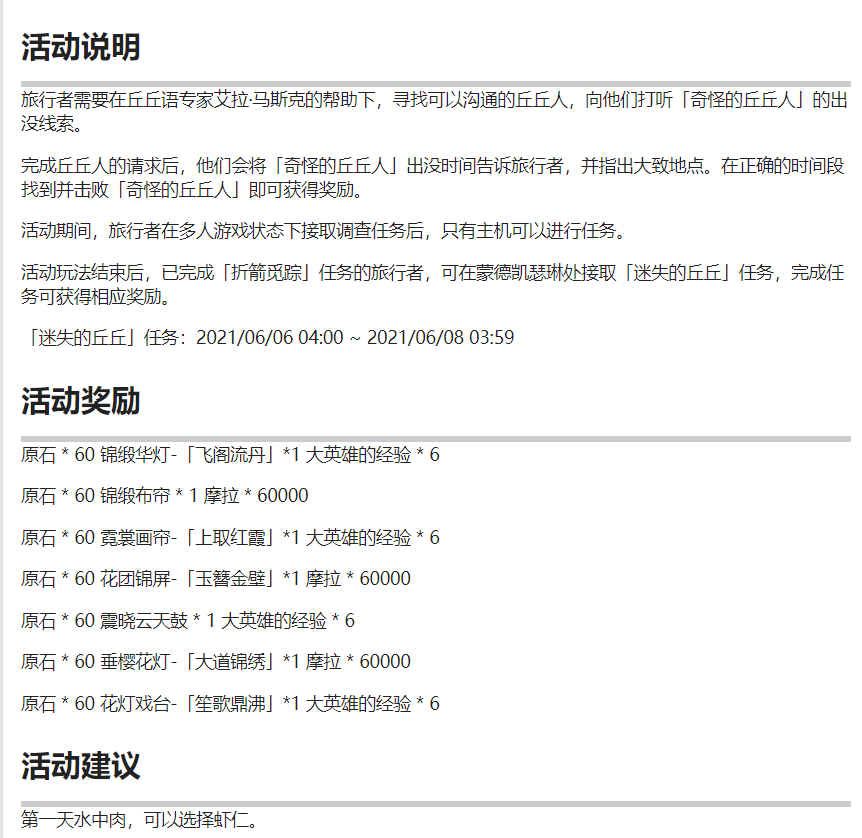 活动说明
旅行者需要在丘丘语专家艾拉·马斯克的帮助下，寻找可以沟通的丘丘人，向他们打听「奇怪的丘丘人」的出
没线索。
完成丘丘人的请求后，他们会将「奇怪的丘丘人」出没时间告诉旅行者，并指出大致地点。在正确的时间段
找到并击败「奇怪的丘丘人」即可获得奖励。
活动期间，旅行者在多人游戏状态下接取调查任务后，只有主机可以进行任务。
活动玩法结束后，已完成「折箭觅踪」任务的旅行者，可在蒙德凯瑟琳处接取「迷失的丘丘」任务，完成任
务可获得相应奖励。
「迷失的丘丘」任务：2021/06/06 04:00 ~ 2021/06/08 03:59
活动奖励
原石 * 60 锦缎华灯-「飞阁流丹」*1 大英雄的经验 * 6
原石 * 60 锦缎布帘 * 1 摩拉 * 60000
原石 * 60 霓裳画帘-「上取红霞」*1 大英雄的经验 * 6
原石 * 60 花团锦屏-「玉簪金壁」*1 摩拉 * 60000
原石 * 60 震晓云天鼓 * 1 大英雄的经验 * 6
原石 * 60 垂樱花灯-「大道锦绣」*1 摩拉 * 60000
原石 * 60 花灯戏台-「笙歌鼎沸」*1 大英雄的经验 * 6
活动建议
第一天水中肉，可以选择虾仁。